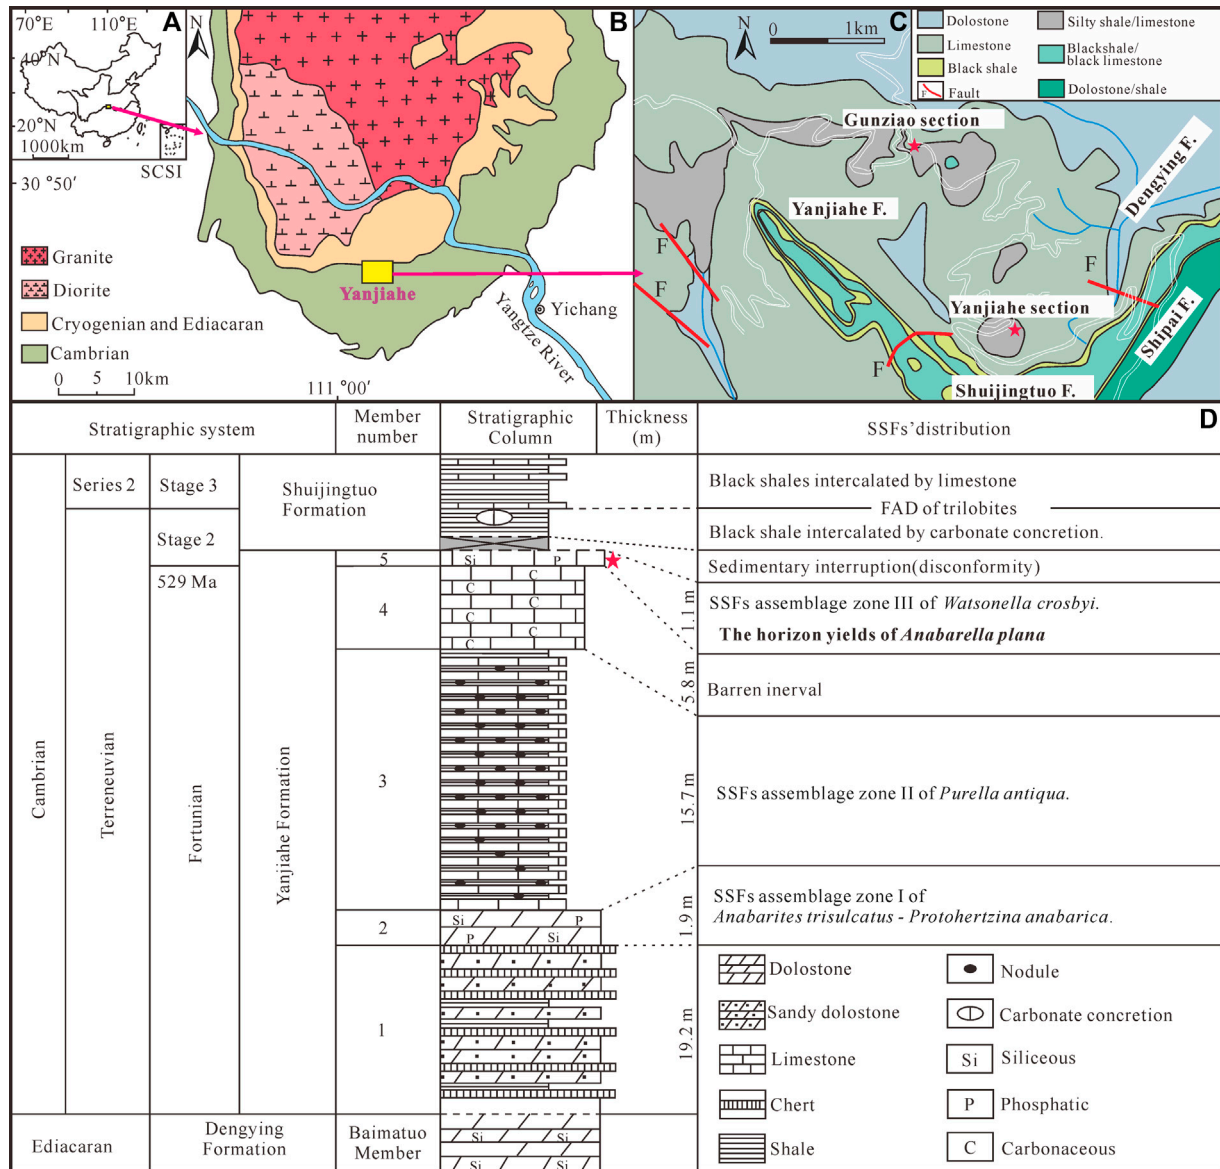 A
70°E 110°E
40°N
20°N
1000km
SCSI
30°50′
N
B
Granite
Diorite
Cryogenian and Ediacaran
Cambrian
0 5 10km
111°00′
Yanjiahe
Yichang
Yangtze River
C
N
0 1km
Dolostone
Limestone
Black shale
F Fault
Silty shale/limestone
Blackshale/
black limestone
Dolostone/shale
Gunziao section
Yanjiahe F.
Dengying F.
F
F
F
F
Yanjiahe section
Shipai F.
Shuijingtuo F.
D
Stratigraphic system
Member
number
Stratigraphic
Column
Thickness
(m)
SSFs’distribution
Series 2
Stage 3
Shuijingtuo
Formation
Black shales intercalated by limestone
FAD of trilobites
Stage 2
Black shale intercalated by carbonate concretion.
5
Si P
Sedimentary interruption(disconformity)
529 Ma
4
C
C
C
C
C
C
1.1m
SSFs assemblage zone III of Watsonella crosbyi.
The horizon yields of Anabarella plana
5.8m
Barren inerval
Cambrian
Terreneuvian
Fortunian
Yanjiahe Formation
3
15.7 m
SSFs assemblage zone II of Purella antiqua.
2
Si P
P Si
1.9m
SSFs assemblage zone I of
Anabarites trisulcatus - Protohertzina anabarica.
1
19.2 m
Dolostone
Sandy dolostone
Limestone
Chert
Shale
Nodule
Carbonate concretion
Si Siliceous
P Phosphatic
C Carbonaceous
Ediacaran
Dengying
Formation
Baimatuo
Member
Si Si
Si Si